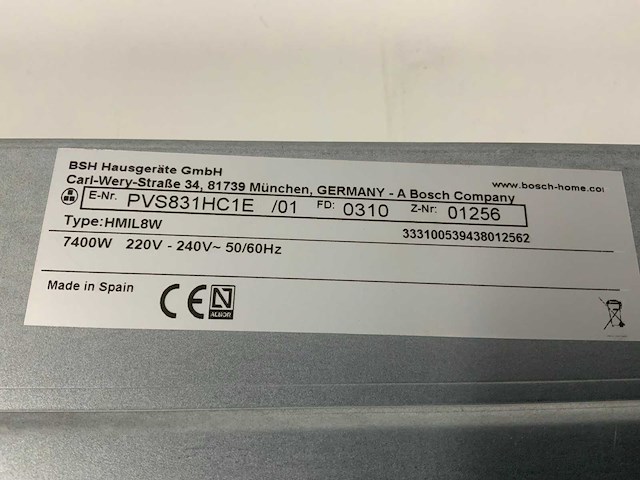 BSH Hausgeräte GmbH
Carl-Wery-Straße 34, 81739 München, GERMANY - A Bosch Company
www.bosch-home.co
E-Nr. PVS831HC1E /01 FD: 0310 Z-Nr: 01256
Type:HMIL8W
333100539438012562
7400W 220V - 240V~ 50/60Hz
Made in Spain
CE N
AENOR